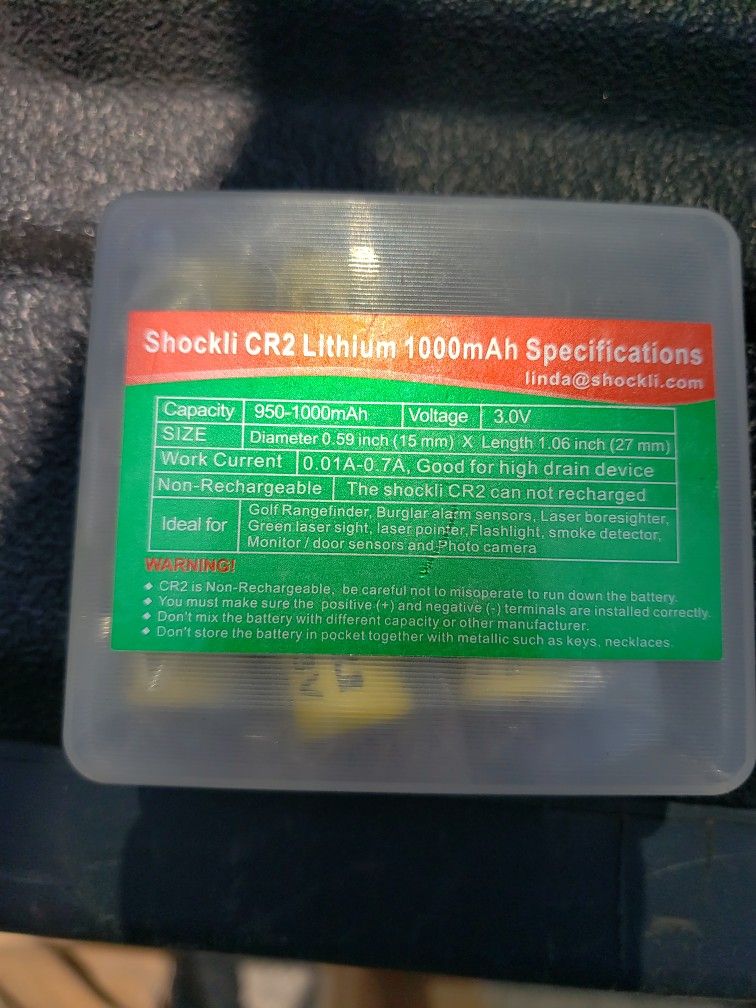 Shockli CR2 Lithium 1000mAh Specifications
linda@shockli.com
Capacity 950-1000mAh Voltage 3.0V
SIZE Diameter 0.59 inch (15 mm) X Length 1.06 inch (27 mm)
Work Current 0.01A-0.7A, Good for high drain device
Non-Rechargeable The shockli CR2 can not recharged
Ideal for
Golf Rangefinder, Burglar alarm sensors, Laser boresighter,
Green laser sight, laser pointer,Flashlight, smoke detector,
Monitor / door sensors and Photo camera
WARNING!
◆ CR2 is Non-Rechargeable, be careful not to misoperate to run down the battery.
◆ You must make sure the positive (+) and negative (-) terminals are installed correctly.
◆ Don't mix the battery with different capacity or other manufacturer.
◆ Don't store the battery in pocket together with metallic such as keys, necklaces.